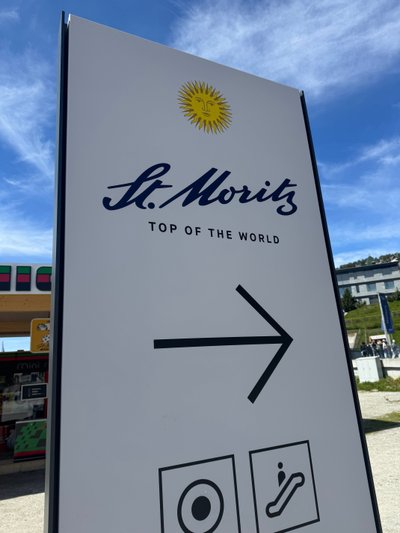 St. Moritz
TOP OF THE WORLD